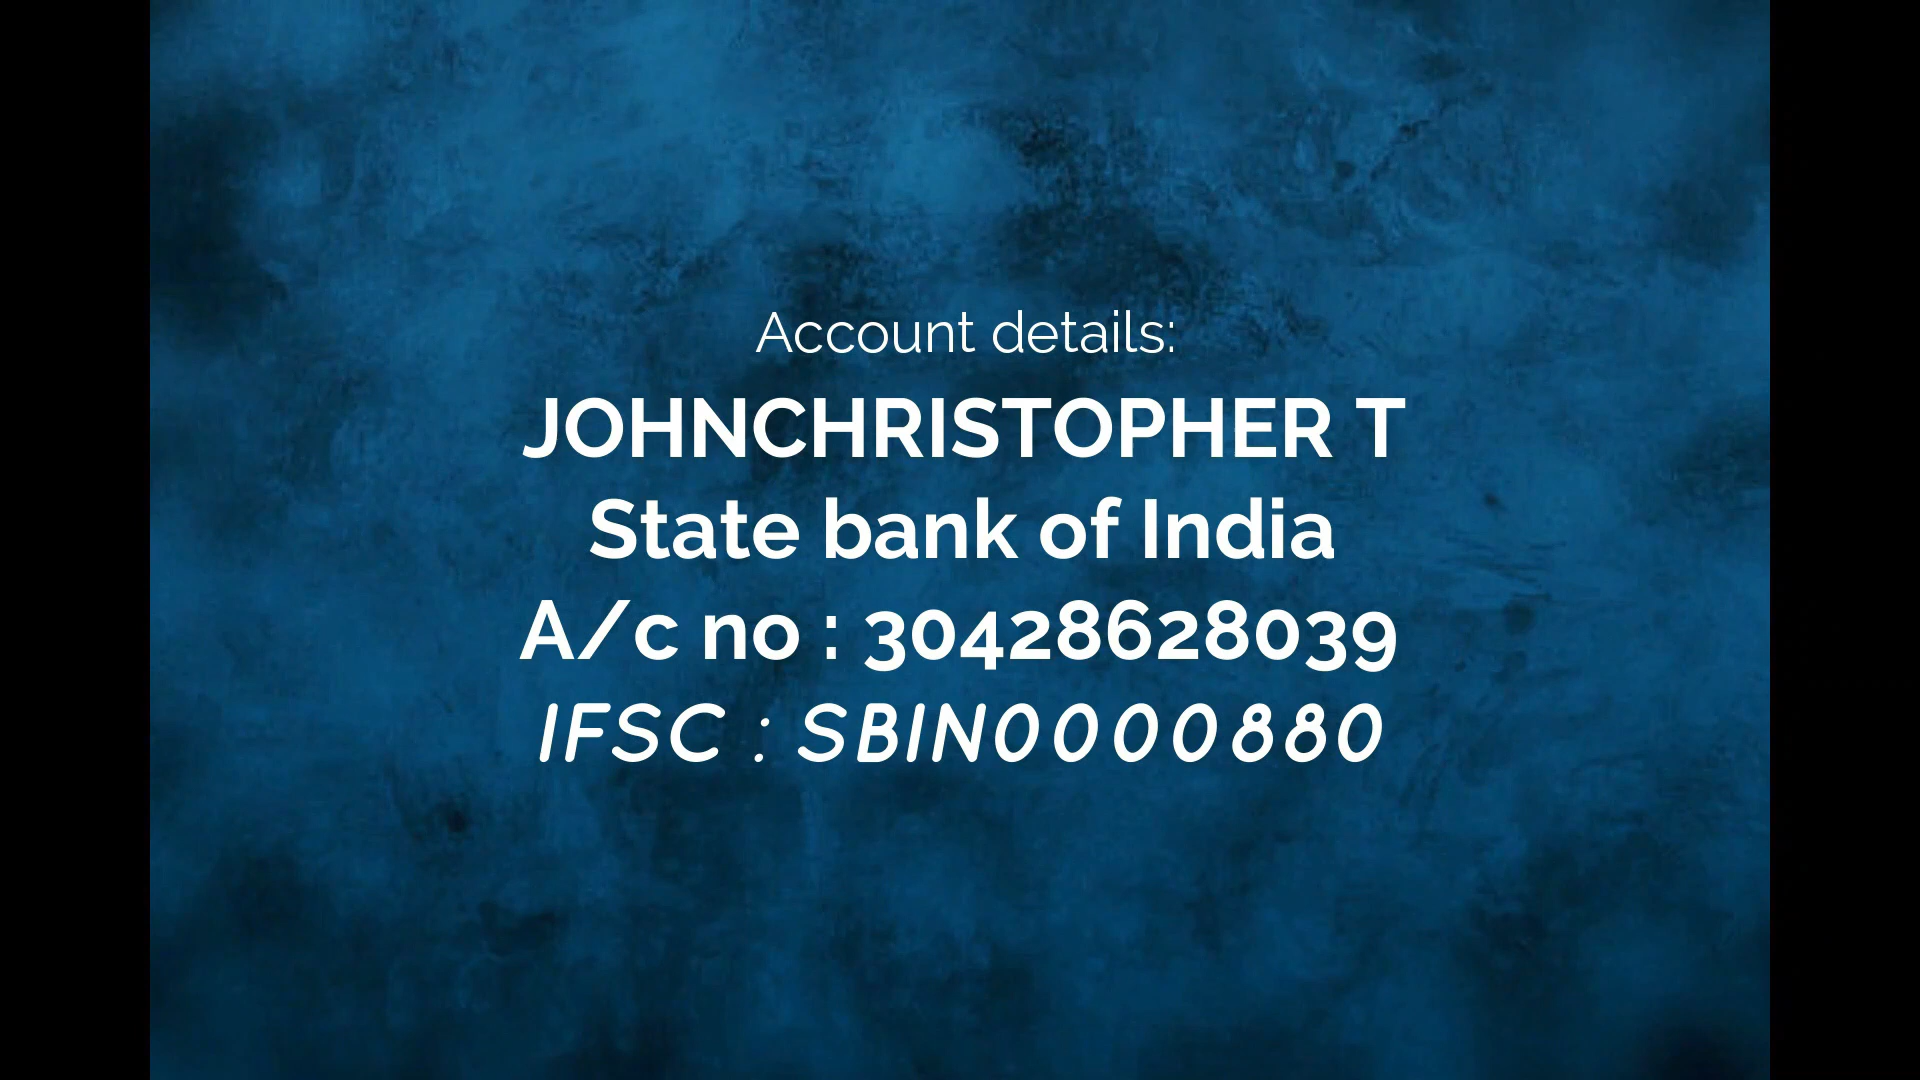 Account details:
JOHNCHRISTOPHER T
State bank of India
A/c no : 30428628039
IFSC : SBIN0000880